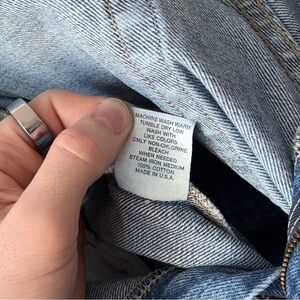 MACHINE WASH WARM
TUMBLE DRY LOW
WASH WITH
LIKE COLORS
ONLY NON-CHLORINE
BLEACH
WHEN NEEDED
STEAM IRON MEDIUM
100% COTTON
MADE IN U.S.A.